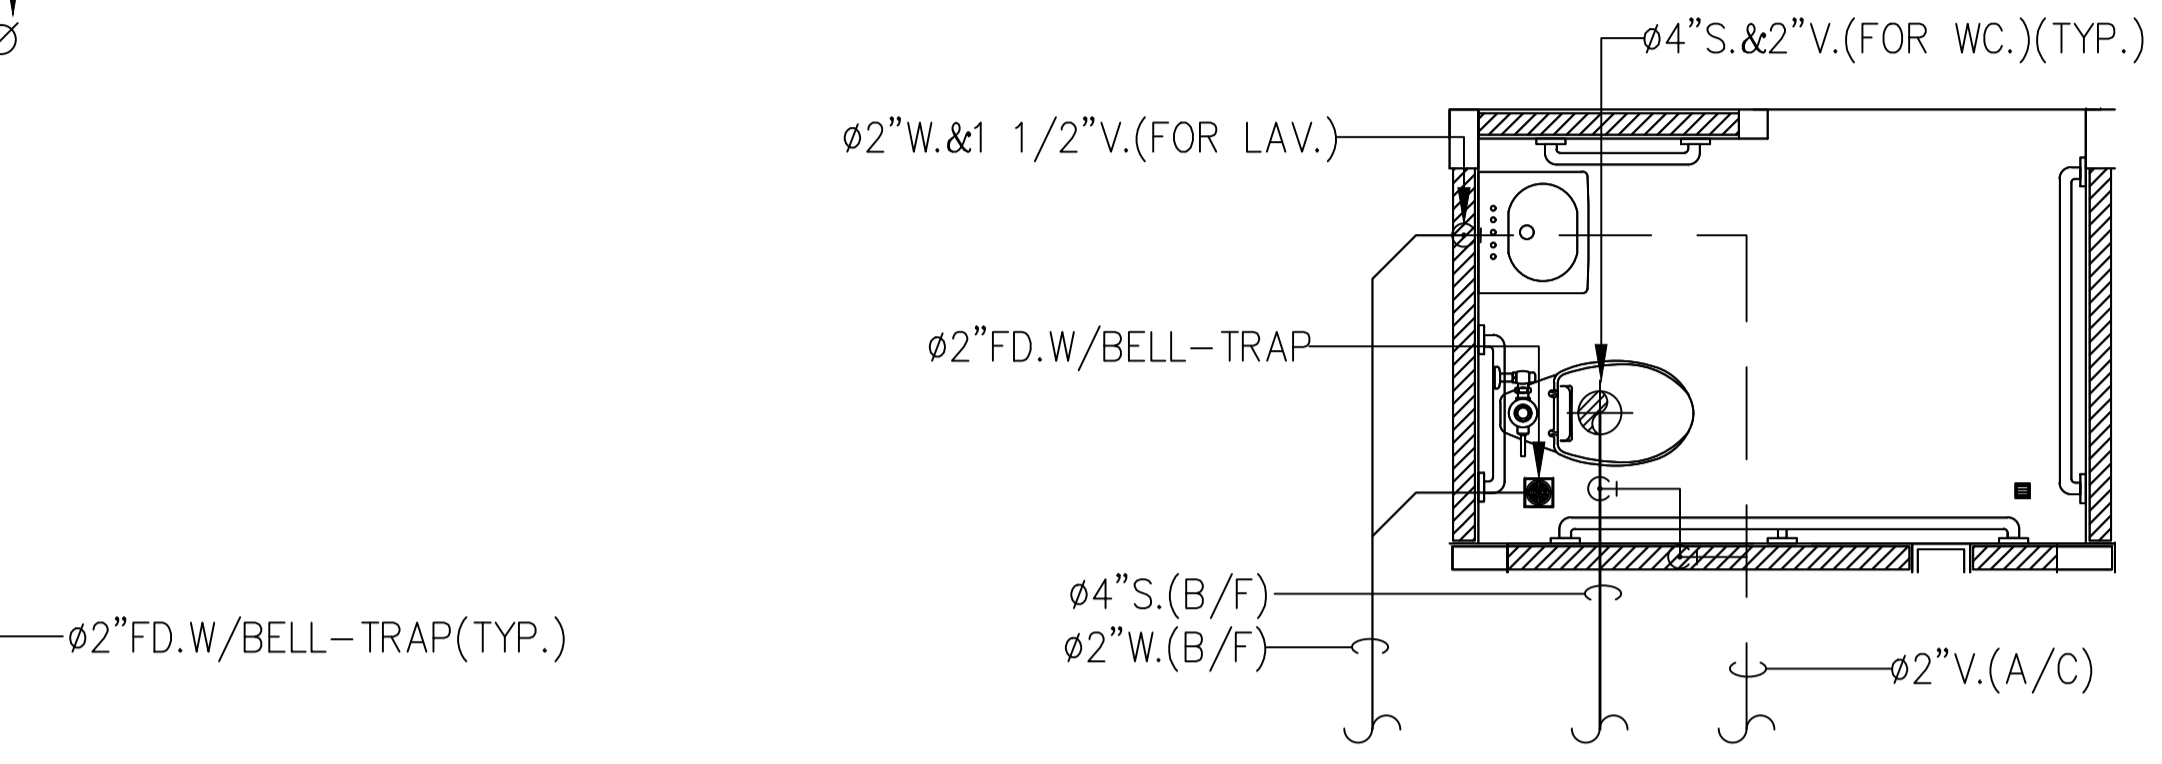 ø
ø4"S.&2"V.(FOR WC.)(TYP.)
ø2"W.&1 1/2"V.(FOR LAV.)
ø2"FD.W/BELL-TRAP
ø4"S.(B/F)
ø2"W.(B/F)
ø2"FD.W/BELL-TRAP(TYP.)
ø2"V.(A/C)